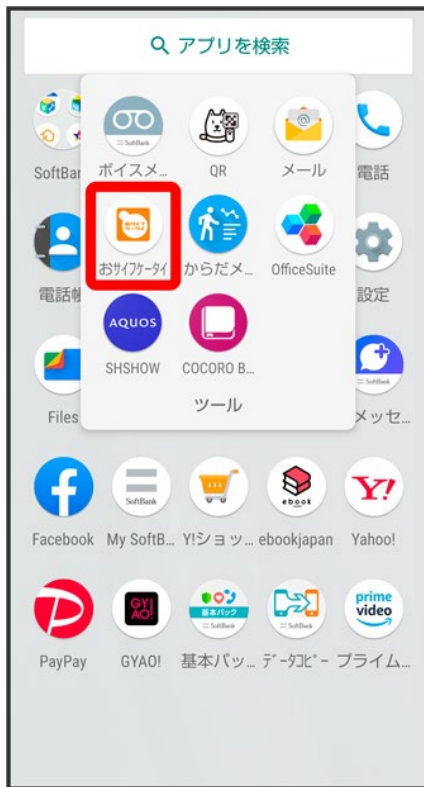 アプリを検索
SoftBank
ボイスメ… QR メール 電話
SoftBar
おサイフケータイ からだメ… OfficeSuite
電話帳 設定
AQUOS
SHSHOW COCORO B…
ツール
SoftBank
Files メッセ…
SoftBank ebook Y!
Facebook My SoftB… Y!ショッ… ebookjapan Yahoo!
GYAO! 基本パック SoftBank SoftBank prime video
PayPay GYAO! 基本パッ… データコピー プライム…